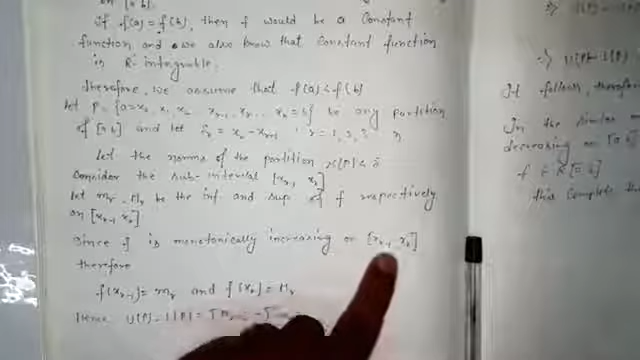 on [a b].
if f(a) = f(b), then f would be a constant
function and we also know that constant function
is R-integrable.
therefore, we assume that f(a) < f(b)
let P = {a = x₀, x₁, x₂ xᵣ₋₁, xᵣ, .. xₙ = b} be any partition
of [a b] and let δᵣ = xᵣ - xᵣ₋₁ , r = 1, 2, 3, n
let the norms of the partition
Consider the sub-interval [xᵣ₋₁ xᵣ]
let mᵣ, Mᵣ be the inf. and sup. of f respectively
on [xᵣ₋₁ xᵣ]
Since f is monotonically increasing on [xᵣ₋₁ xᵣ]
therefore
f(xᵣ₋₁) = mᵣ and f(xᵣ) = Mᵣ
Hence U(P) - L(P) =
It follows, therefore
In the similar
decreasing on [a b]
f ∈ R[a b]
this complete the